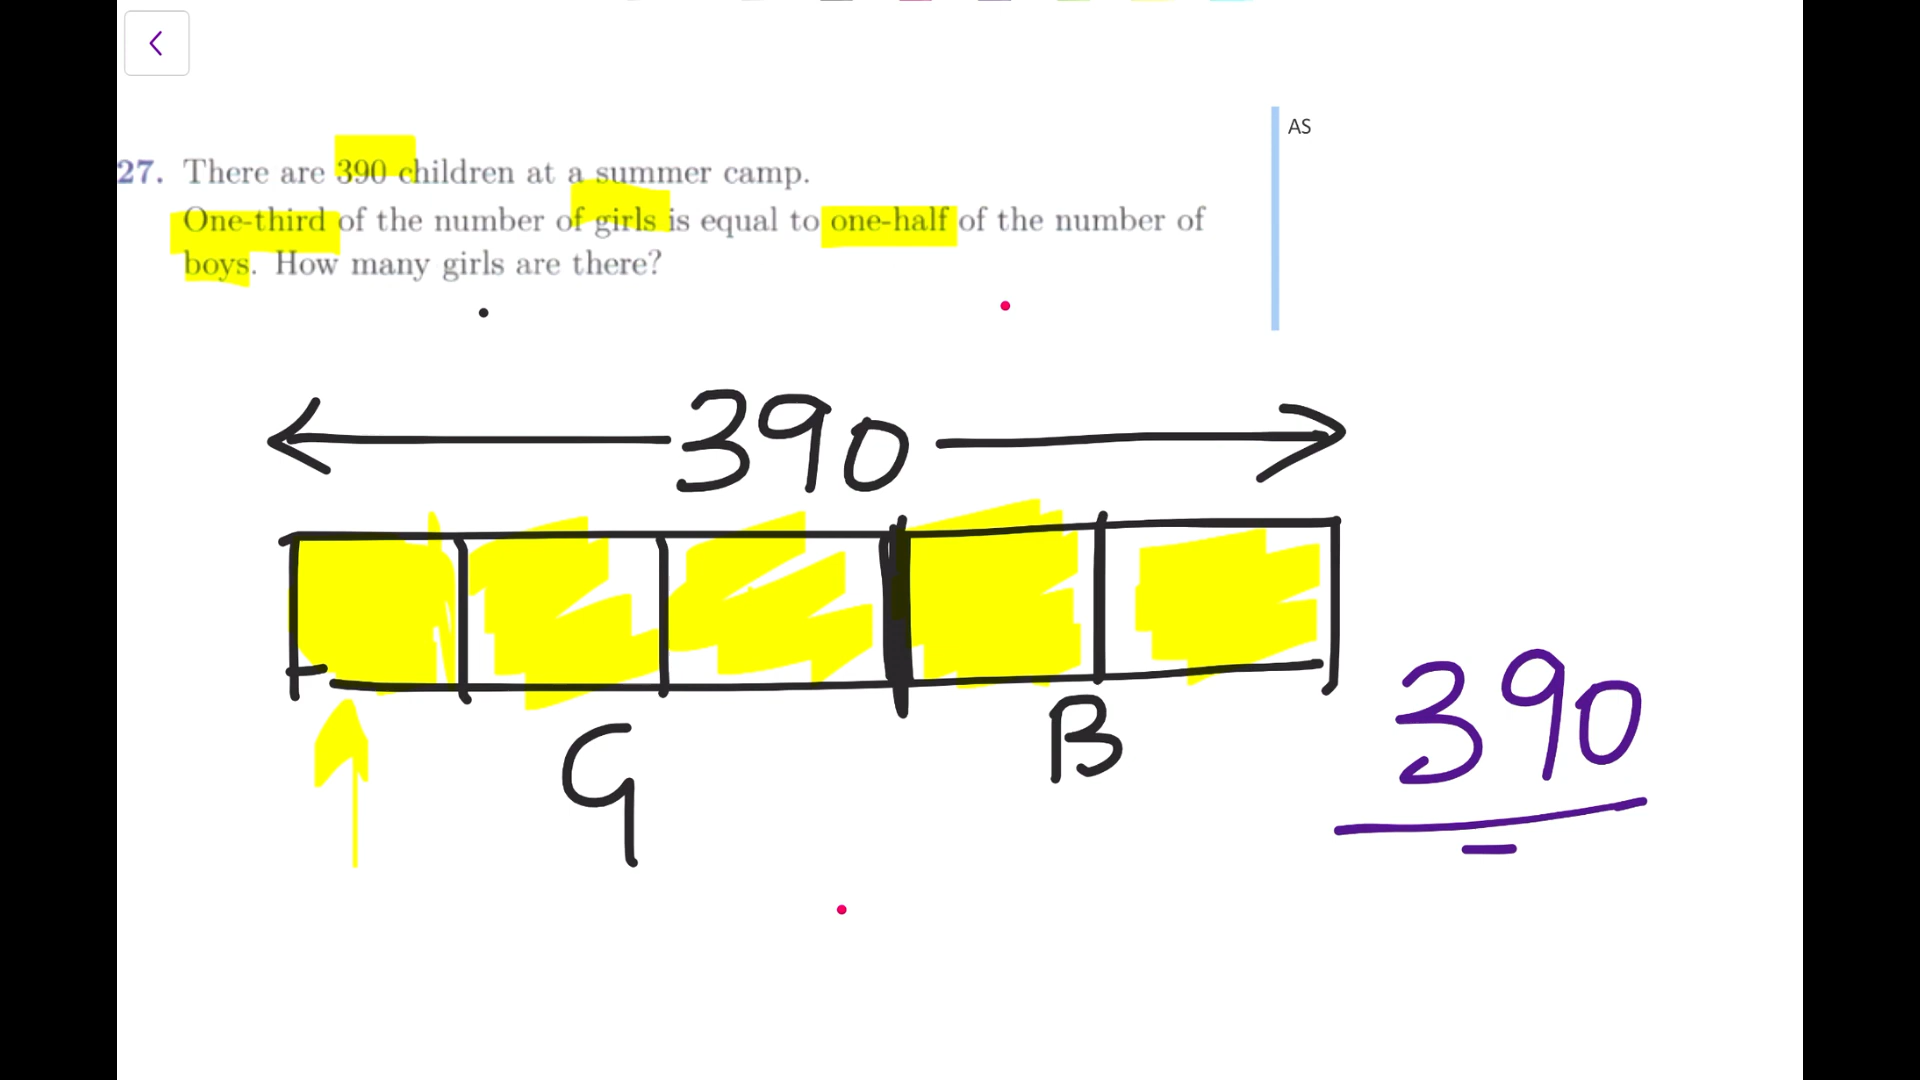 27. There are 390 children at a summer camp.
One-third of the number of girls is equal to one-half of the number of
boys. How many girls are there?
AS
390
G
B
390